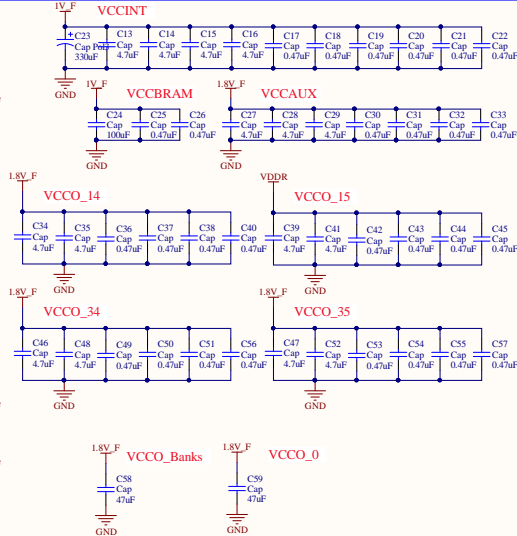 1V_F VCCINT
C23 Cap Pol3 330uF
C13 Cap 4.7uF
C14 Cap 4.7uF
C15 Cap 4.7uF
C16 Cap 4.7uF
C17 Cap 0.47uF
C18 Cap 0.47uF
C19 Cap 0.47uF
C20 Cap 0.47uF
C21 Cap 0.47uF
C22 Cap 0.47uF
GND
1V_F VCCBRAM
C24 Cap 100uF
C25 Cap 0.47uF
C26 Cap 0.47uF
GND
1.8V_F VCCAUX
C27 Cap 4.7uF
C28 Cap 4.7uF
C29 Cap 4.7uF
C30 Cap 0.47uF
C31 Cap 0.47uF
C32 Cap 0.47uF
C33 Cap 0.47uF
GND
1.8V_F VCCO_14
C34 Cap 4.7uF
C35 Cap 4.7uF
C36 Cap 0.47uF
C37 Cap 0.47uF
C38 Cap 0.47uF
C40 Cap 0.47uF
GND
VDDR VCCO_15
C39 Cap 4.7uF
C41 Cap 4.7uF
C42 Cap 0.47uF
C43 Cap 0.47uF
C44 Cap 0.47uF
C45 Cap 0.47uF
GND
1.8V_F VCCO_34
C46 Cap 4.7uF
C48 Cap 4.7uF
C49 Cap 0.47uF
C50 Cap 0.47uF
C51 Cap 0.47uF
C56 Cap 0.47uF
GND
1.8V_F VCCO_35
C47 Cap 4.7uF
C52 Cap 4.7uF
C53 Cap 0.47uF
C54 Cap 0.47uF
C55 Cap 0.47uF
C57 Cap 0.47uF
GND
1.8V_F VCCO_Banks
C58 Cap 47uF
GND
1.8V_F VCCO_0
C59 Cap 47uF
GND